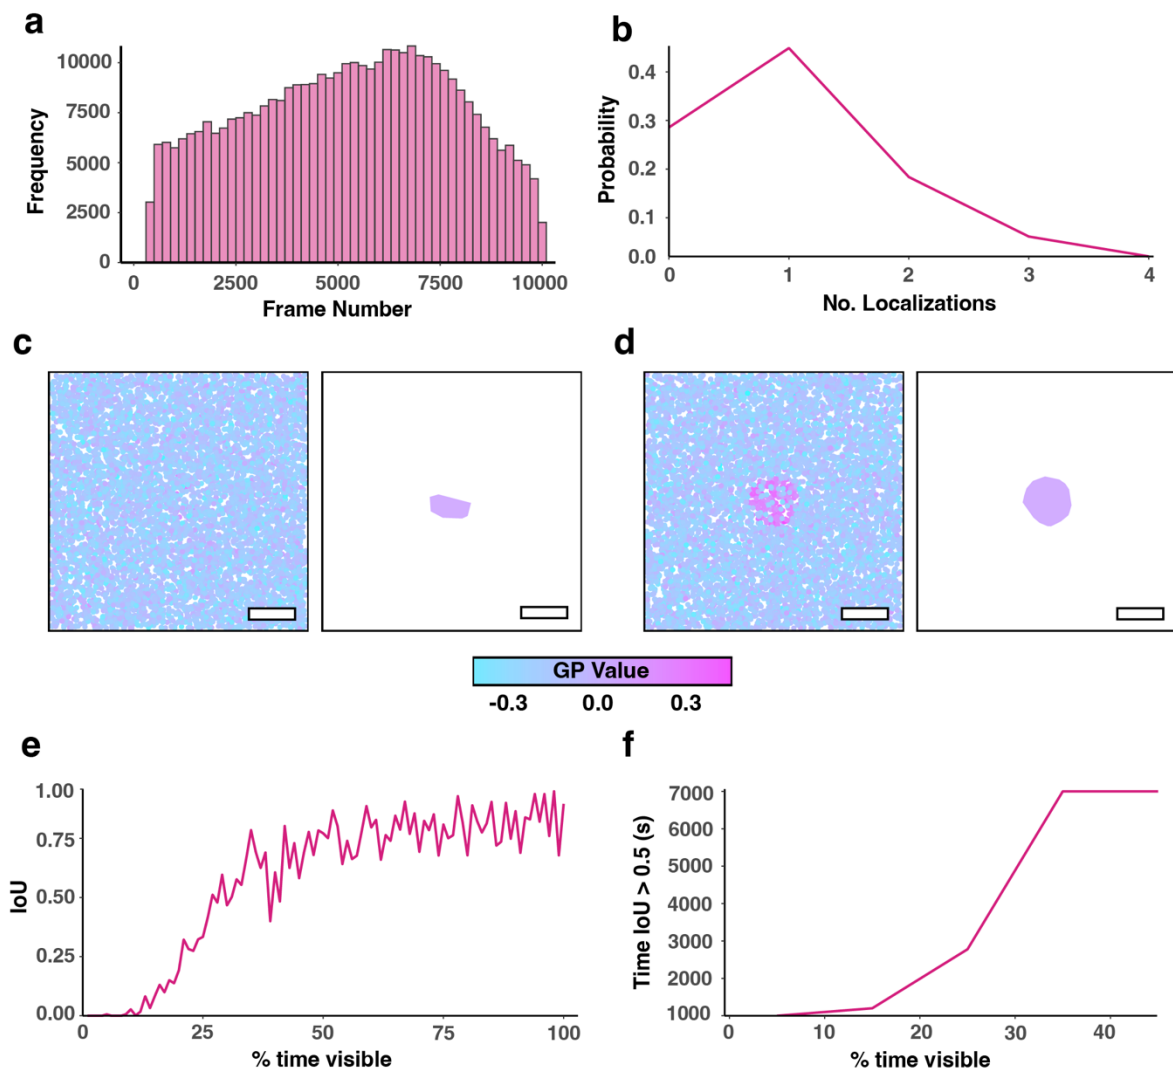 a
10000
7500
5000
2500
0
Frequency
0 2500 5000 7500 10000
Frame Number
b
0.4
0.3
0.2
0.1
0.0
Probability
0 1 2 3 4
No. Localizations
c
d
GP Value
-0.3 0.0 0.3
e
1.00
0.75
0.50
0.25
0.00
IoU
0 25 50 75 100
% time visible
f
7000
6000
5000
4000
3000
2000
1000
Time IoU > 0.5 (s)
0 10 20 30 40
% time visible